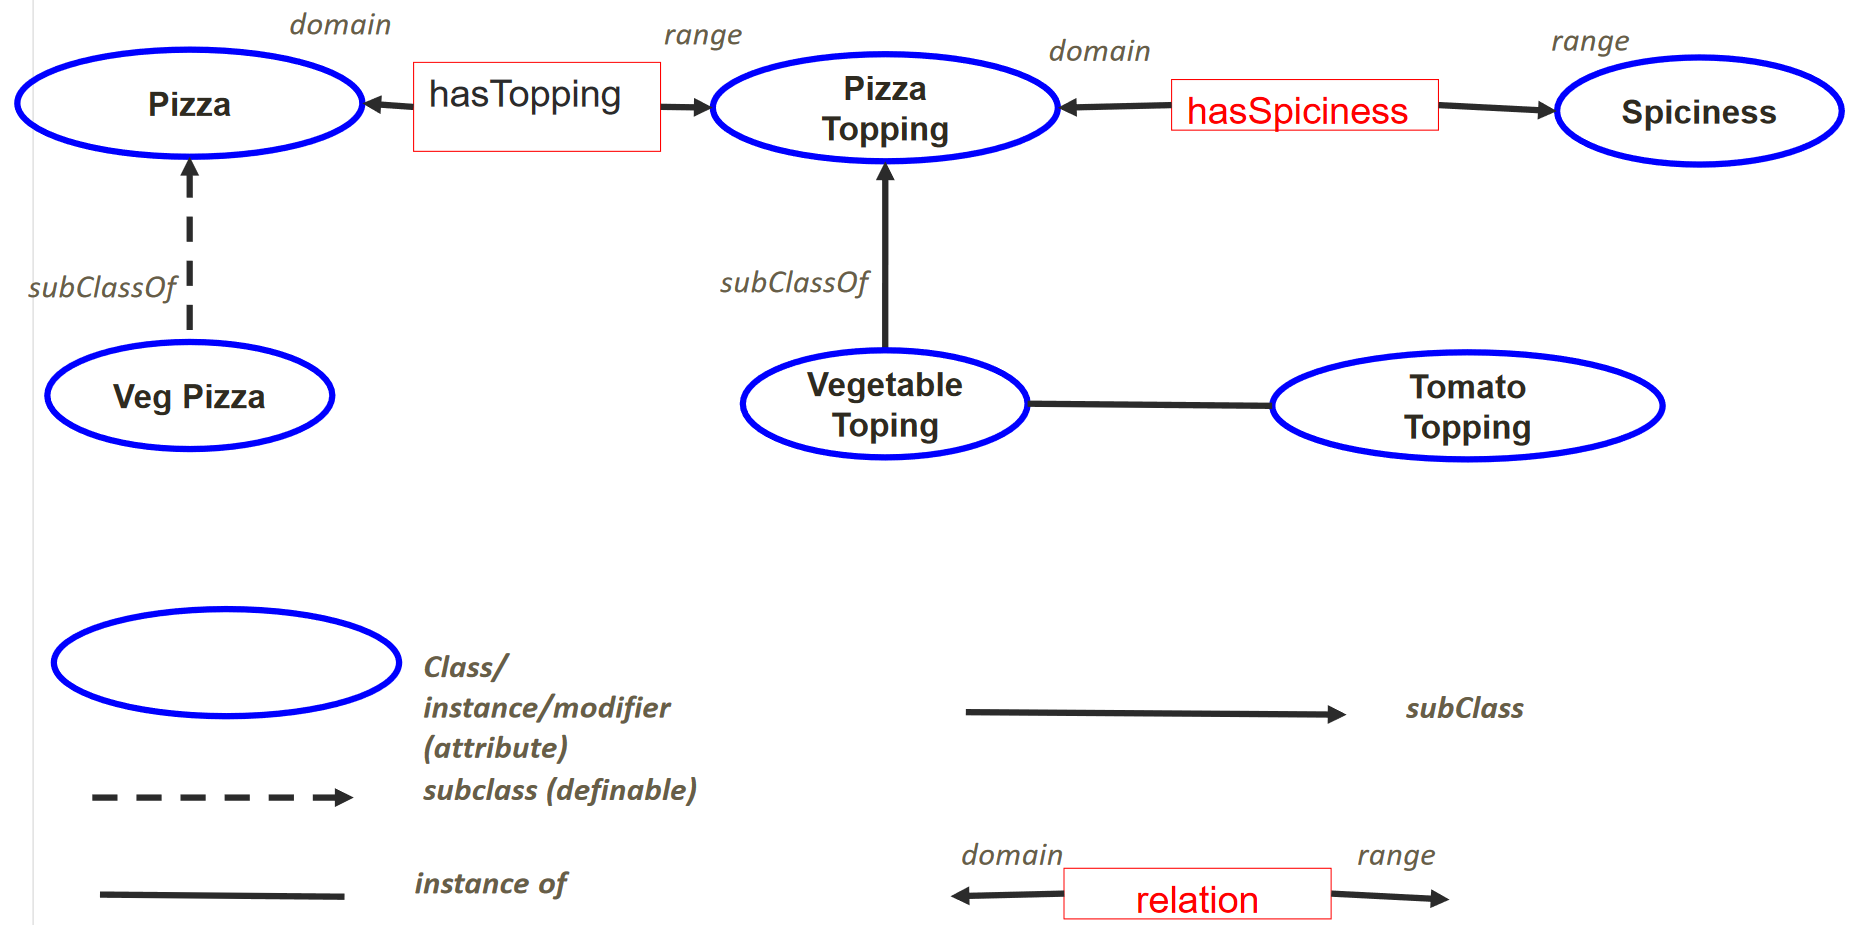 domain
range
domain
range
Pizza
hasTopping
Pizza
Topping
hasSpiciness
Spiciness
subClassOf
subClassOf
Veg Pizza
Vegetable
Toping
Tomato
Topping
Class/
instance/modifier
(attribute)
subClass
subclass (definable)
instance of
domain
range
relation